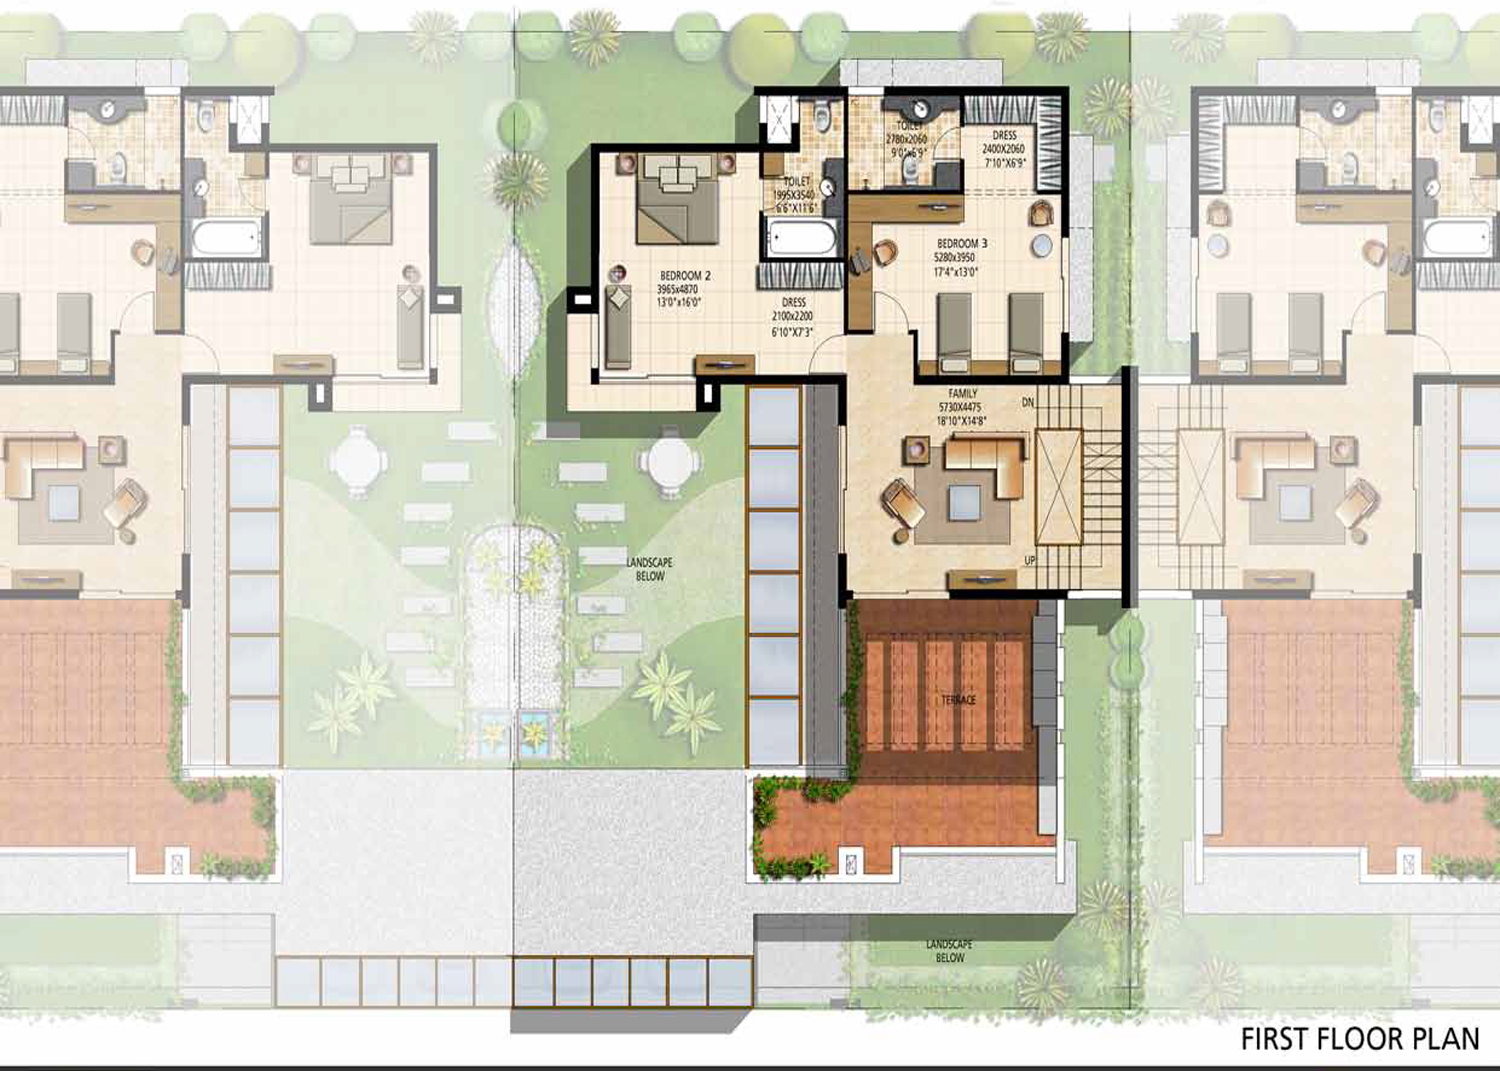 TOILET
2780x2060
9'0"x6'9"
DRESS
2400X2060
7'10"X6'9"
TOILET
1995X3540
6'6"X11'6"
BEDROOM 3
5280x3950
17'4"x13'0"
BEDROOM 2
3965x4870
13'0"x16'0"
DRESS
2100x2200
6'10"X7'3"
FAMILY
5730X4475
18'10"X14'8"
DN
UP
LANDSCAPE
BELOW
TERRACE
LANDSCAPE
BELOW
FIRST FLOOR PLAN